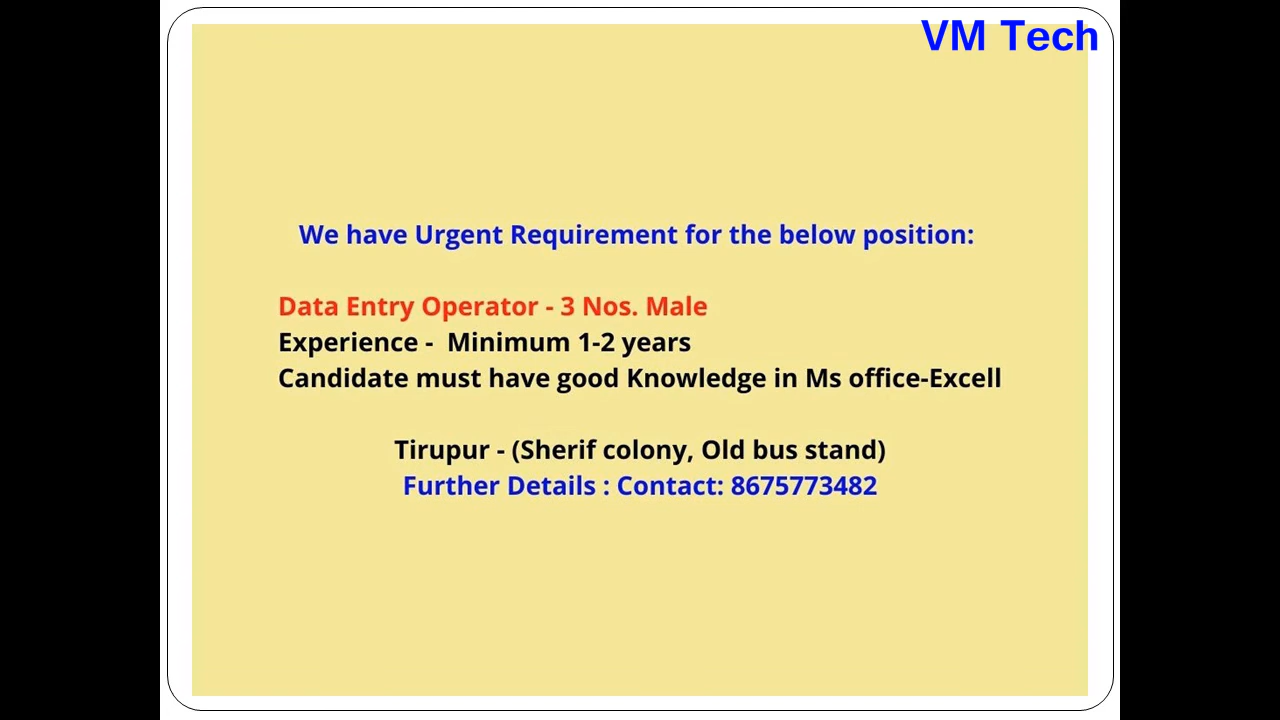 VM Tech
We have Urgent Requirement for the below position:
Data Entry Operator - 3 Nos. Male
Experience -  Minimum 1-2 years
Candidate must have good Knowledge in Ms office-Excell
Tirupur - (Sherif colony, Old bus stand)
Further Details : Contact: 8675773482